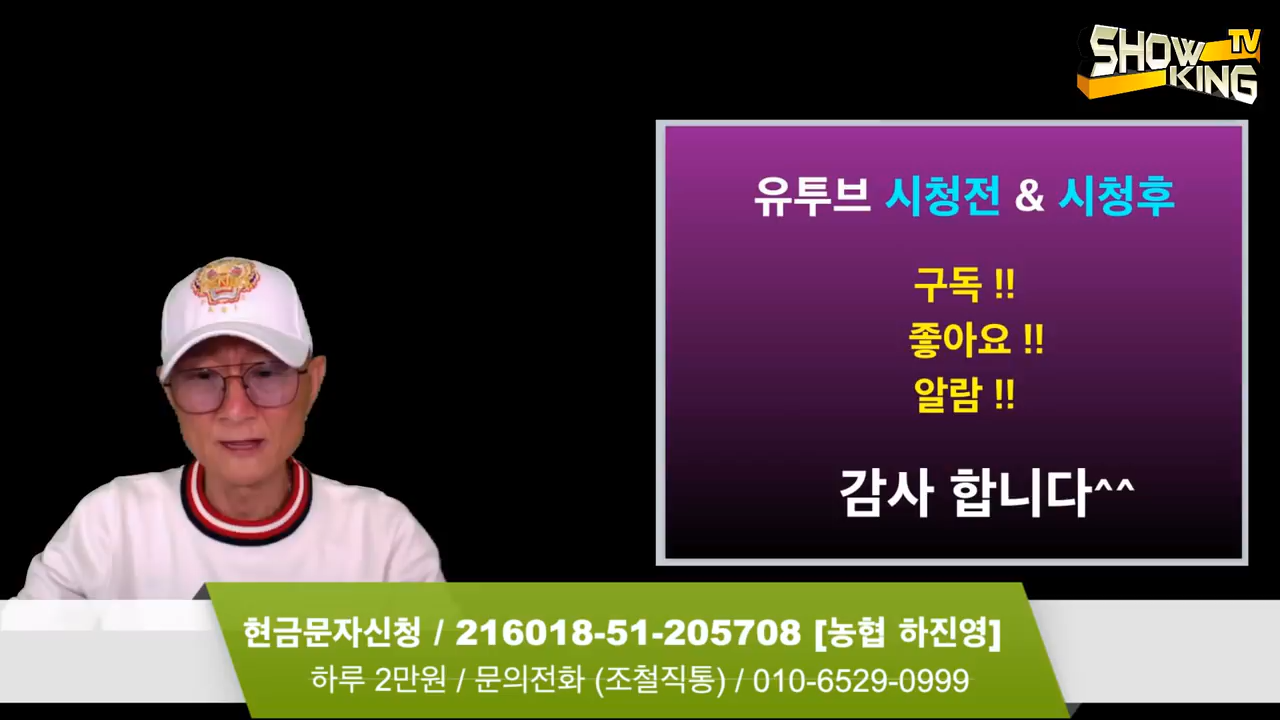 SHOW TV
KING
유투브 시청전 & 시청후
구독 !!
좋아요 !!
알람 !!
감사 합니다^^
현금문자신청 / 216018-51-205708 [농협 하진영]
하루 2만원 / 문의전화 (조철직통) / 010-6529-0999